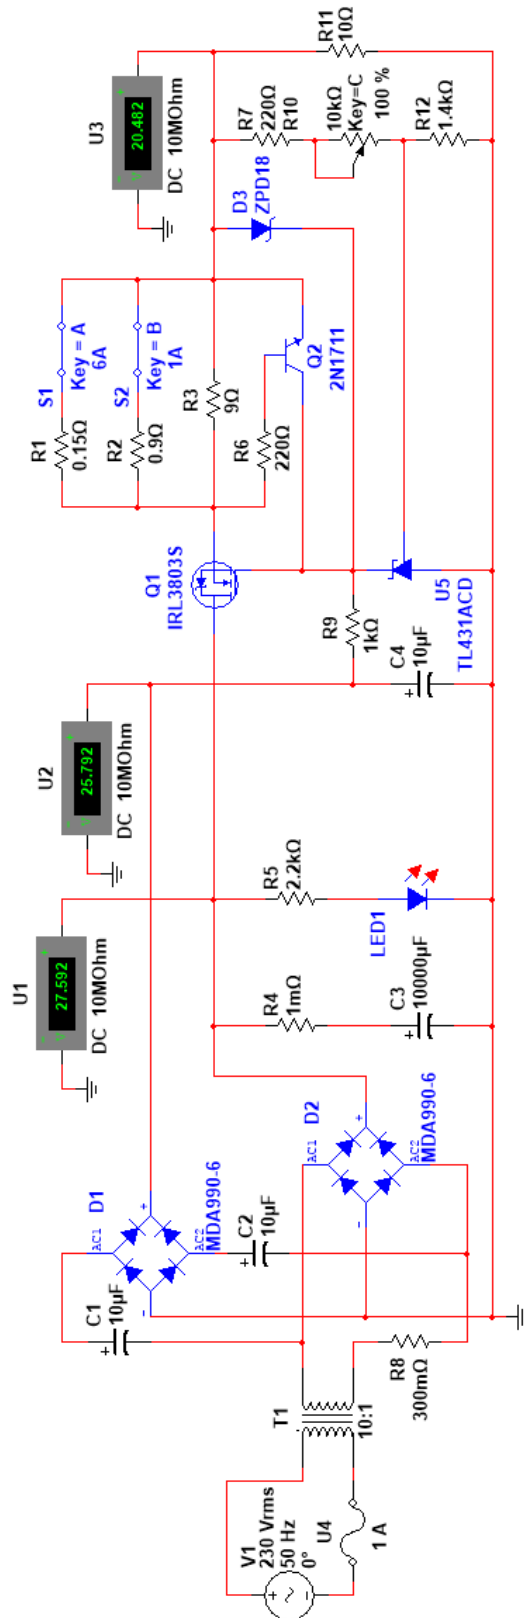 V1
230 Vrms
50 Hz
0°
U4
1 A
T1
10:1
R8
300mΩ
C1
10µF
D1
AC1
AC2
MDA990-6
+
-
C2
10µF
D2
AC1
AC2
MDA990-6
+
-
U1
27.592
DC 10MOhm
R4
1mΩ
C3
10000µF
R5
2.2kΩ
LED1
U2
25.792
DC 10MOhm
C4
10µF
R9
1kΩ
Q1
IRL3803S
U5
TL431ACD
R1
0.15Ω
S1
Key = A
6A
R2
0.9Ω
S2
Key = B
1A
R3
9Ω
R6
220Ω
Q2
2N1711
D3
ZPD18
U3
20.482
DC 10MOhm
R7
220Ω
R10
10kΩ
Key=C
100 %
R11
10Ω
R12
1.4kΩ